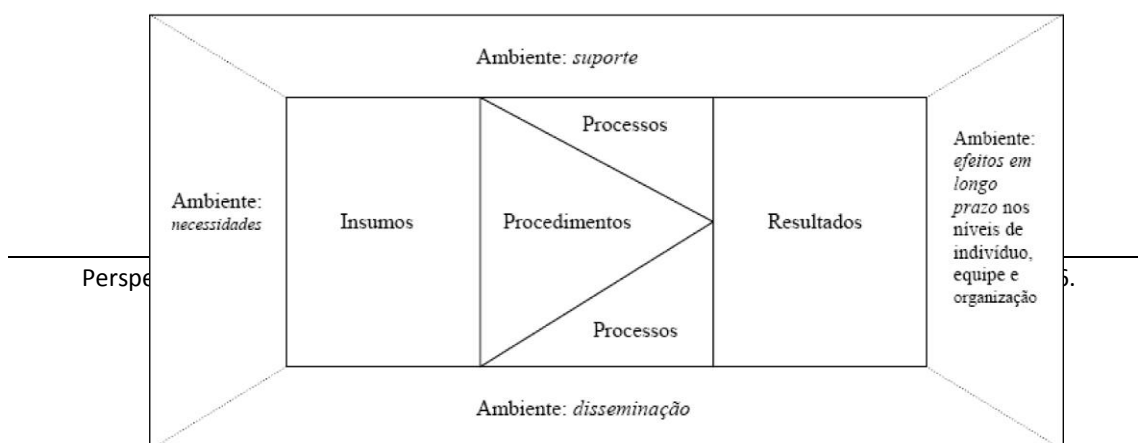 Ambiente: suporte
Processos
Ambiente:
efeitos em
longo
prazo nos
níveis de
indivíduo,
equipe e
organização
Ambiente:
necessidades
Insumos
Procedimentos
Resultados
Processos
Ambiente: disseminação